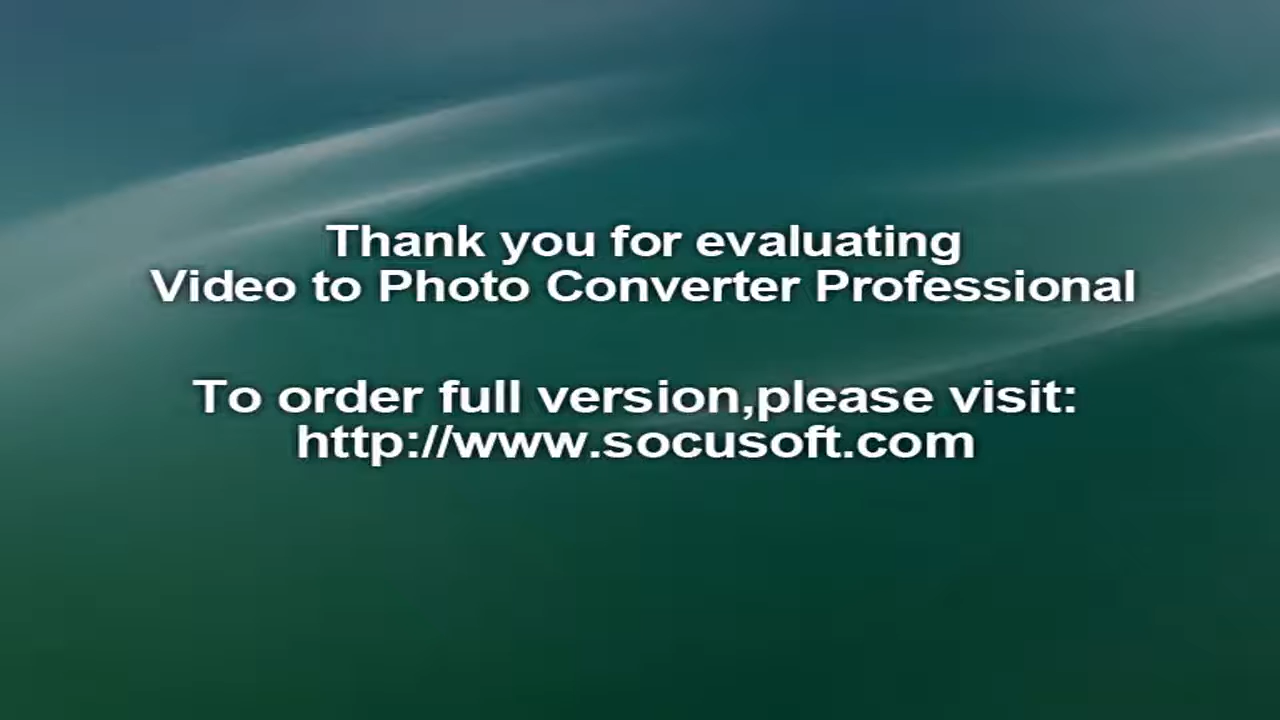 Thank you for evaluating
Video to Photo Converter Professional
To order full version,please visit:
http://www.socusoft.com